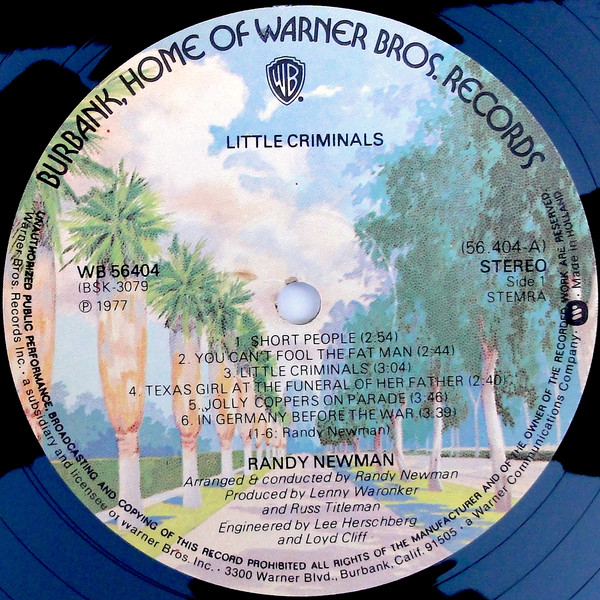 BURBANK, HOME OF WARNER BROS. RECORDS
WB
LITTLE CRIMINALS
WB 56404
(BSK-3079
℗ 1977
(56.404-A)
STEREO
Side 1
STEMRA
1. SHORT PEOPLE (2:54)
2. YOU CAN'T FOOL THE FAT MAN (2:44)
3. LITTLE CRIMINALS (3:04)
4. TEXAS GIRL AT THE FUNERAL OF HER FATHER (2:40)
5. JOLLY COPPERS ON PARADE (3:46)
6. IN GERMANY BEFORE THE WAR (3:39)
(1-6: Randy Newman)
RANDY NEWMAN
Arranged & conducted by Randy Newman
Produced by Lenny Waronker
and Russ Titleman
Engineered by Lee Herschberg
and Loyd Cliff
UNAUTHORIZED PUBLIC PERFORMANCE, BROADCASTING AND COPYING OF THIS RECORD PROHIBITED ALL RIGHTS OF THE MANUFACTURER AND OF THE OWNER OF THE RECORDED WORK ARE RESERVED.
Warner Bros. Records Inc. · a subsidiary and licensee of Warner Bros. Inc. · 3300 Warner Blvd., Burbank, Calif. 91505 · a Warner Communications Company · Made in Holland